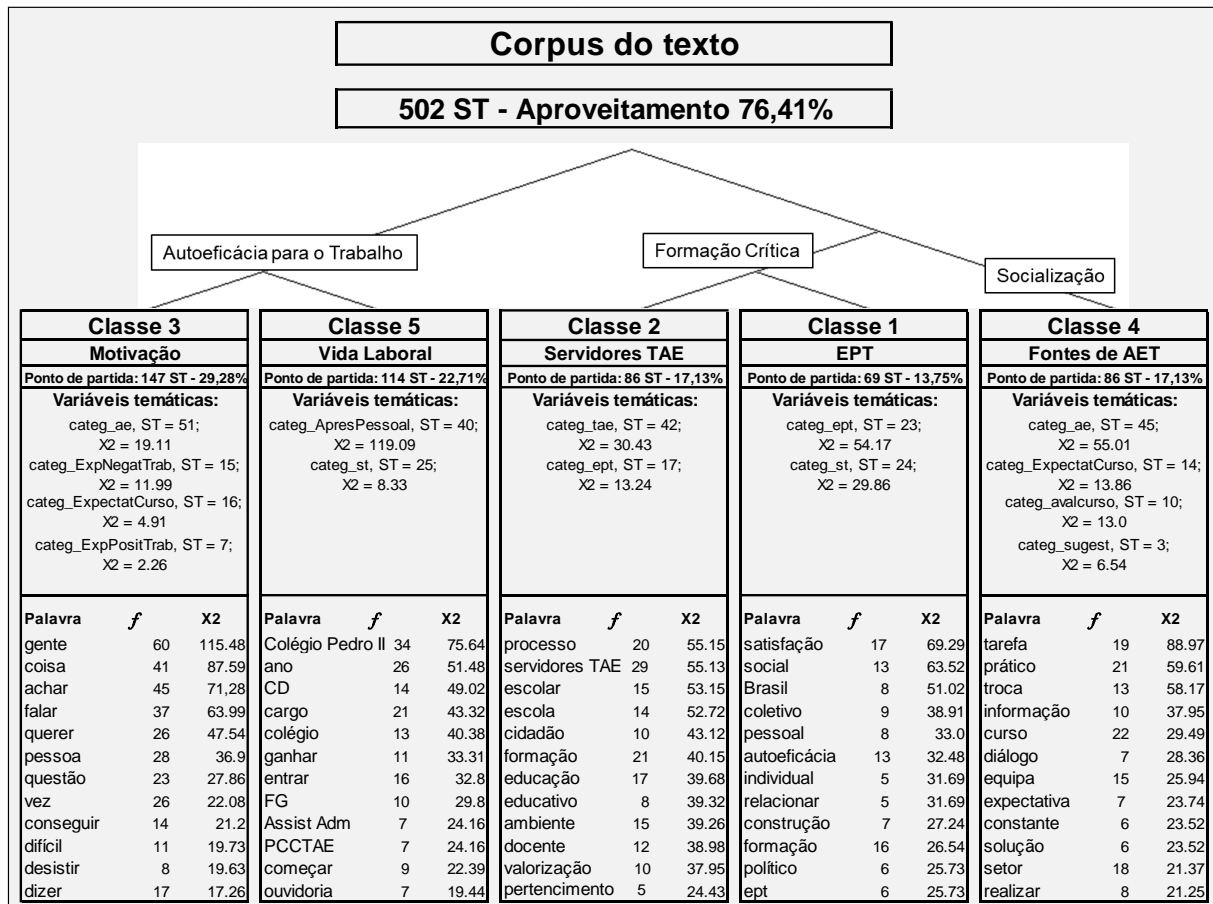 Corpus do texto
502 ST - Aproveitamento 76,41%
Autoeficácia para o Trabalho
Formação Crítica
Socialização
Classe 3
Motivação
Ponto de partida: 147 ST - 29,28%
Variáveis temáticas:
categ_ae, ST = 51;
X2 = 19.11
categ_ExpNegatTrab, ST = 15;
X2 = 11.99
categ_ExpectatCurso, ST = 16;
X2 = 4.91
categ_ExpPositTrab, ST = 7;
X2 = 2.26
Palavra f X2
gente 60 115.48
coisa 41 87.59
achar 45 71,28
falar 37 63.99
querer 26 47.54
pessoa 28 36.9
questão 23 27.86
vez 26 22.08
conseguir 14 21.2
difícil 11 19.73
desistir 8 19.63
dizer 17 17.26
Classe 5
Vida Laboral
Ponto de partida: 114 ST - 22,71%
Variáveis temáticas:
categ_ApresPessoal, ST = 40;
X2 = 119.09
categ_st, ST = 25;
X2 = 8.33
Palavra f X2
Colégio Pedro II 34 75.64
ano 26 51.48
CD 14 49.02
cargo 21 43.32
colégio 13 40.38
ganhar 11 33.31
entrar 16 32.8
FG 10 29.8
Assist Adm 7 24.16
PCCTAE 7 24.16
começar 9 22.39
ouvidoria 7 19.44
Classe 2
Servidores TAE
Ponto de partida: 86 ST - 17,13%
Variáveis temáticas:
categ_tae, ST = 42;
X2 = 30.43
categ_ept, ST = 17;
X2 = 13.24
Palavra f X2
processo 20 55.15
servidores TAE 29 55.13
escolar 15 53.15
escola 14 52.72
cidadão 10 43.12
formação 21 40.15
educação 17 39.68
educativo 8 39.32
ambiente 15 39.26
docente 12 38.98
valorização 10 37.95
pertencimento 5 24.43
Classe 1
EPT
Ponto de partida: 69 ST - 13,75%
Variáveis temáticas:
categ_ept, ST = 23;
X2 = 54.17
categ_st, ST = 24;
X2 = 29.86
Palavra f X2
satisfação 17 69.29
social 13 63.52
Brasil 8 51.02
coletivo 9 38.91
pessoal 8 33.0
autoeficácia 13 32.48
individual 5 31.69
relacionar 5 31.69
construção 7 27.24
formação 16 26.54
político 6 25.73
ept 6 25.73
Classe 4
Fontes de AET
Ponto de partida: 86 ST - 17,13%
Variáveis temáticas:
categ_ae, ST = 45;
X2 = 55.01
categ_ExpectatCurso, ST = 14;
X2 = 13.86
categ_avalcurso, ST = 10;
X2 = 13.0
categ_sugest, ST = 3;
X2 = 6.54
Palavra f X2
tarefa 19 88.97
prático 21 59.61
troca 13 58.17
informação 10 37.95
curso 22 29.49
diálogo 7 28.36
equipa 15 25.94
expectativa 7 23.74
constante 6 23.52
solução 6 23.52
setor 18 21.37
realizar 8 21.25